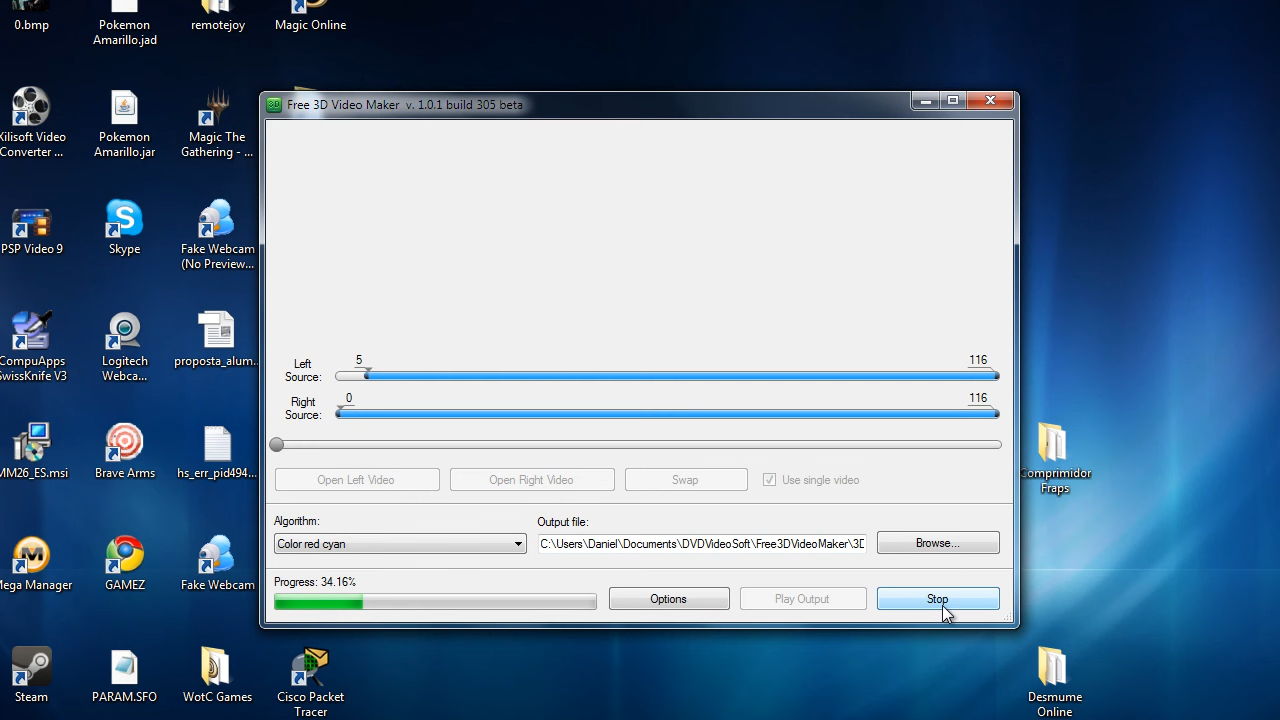 0.bmp
Pokemon
Amarillo.jad
remotejoy
Magic Online
Xilisoft Video
Converter ...
Pokemon
Amarillo.jar
Magic The
Gathering - ...
PSP Video 9
Skype
Fake Webcam
(No Preview...
CompuApps
SwissKnife V3
Logitech
Webca...
proposta_alum...
MM26_ES.msi
Brave Arms
hs_err_pid494...
Mega Manager
GAMEZ
Fake Webcam
Steam
PARAM.SFO
WotC Games
Cisco Packet
Tracer
Comprimidor
Fraps
Desmume
Online
3D
Free 3D Video Maker v. 1.0.1 build 305 beta
Left
Source:
5
116
Right
Source:
0
116
Open Left Video
Open Right Video
Swap
Use single video
Algorithm:
Color red cyan
Output file:
C:\Users\Daniel\Documents\DVDVideoSoft\Free3DVideoMaker\3D
Browse...
Progress: 34.16%
Options
Play Output
Stop